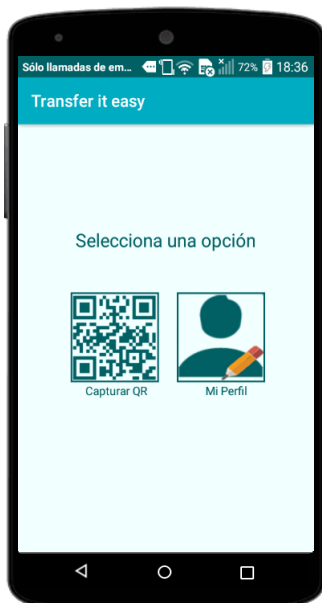 Sólo llamadas de em... 72% 18:36
Transfer it easy
Selecciona una opción
Capturar QR Mi Perfil